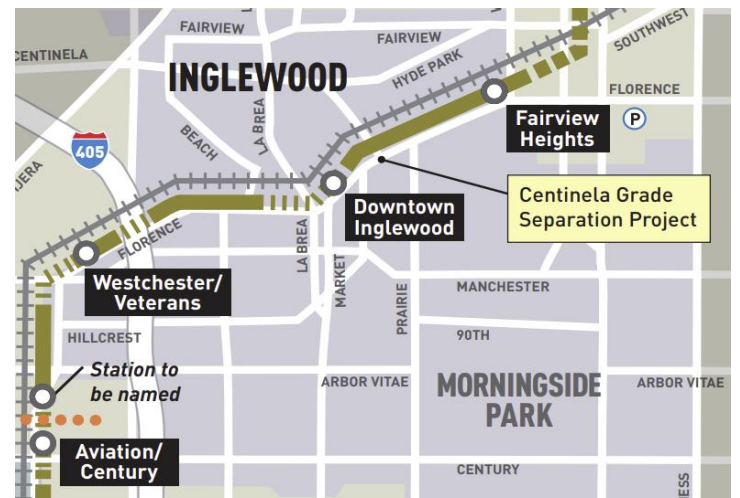 FAIRVIEW
FAIRVIEW
SOUTHWEST
CENTINELA
INGLEWOOD
HYDE PARK
FLORENCE
LA BREA
BEACH
Fairview
Heights
P
405
Centinela Grade
Separation Project
Downtown
Inglewood
FLORENCE
LA BREA
MARKET
PRAIRIE
Westchester/
Veterans
MANCHESTER
HILLCREST
90TH
Station to
be named
ARBOR VITAE
MORNINGSIDE
PARK
ARBOR VITAE
Aviation/
Century
CENTURY